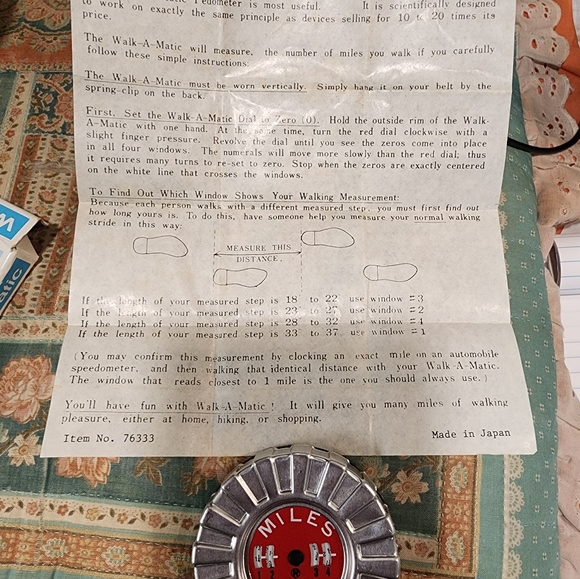 to work on exactly the same principle as devices selling for 10 to 20 times its
price.
The Walk-A-Matic will measure, the number of miles you walk if you carefully
follow these simple instructions.
The Walk-A-Matic must be worn vertically. Simply hang it on your belt by the
spring-clip on the back.
First, Set the Walk-A-Matic Dial to Zero (0). Hold the outside rim of the Walk-
A-Matic with one hand. At the same time, turn the red dial clockwise with a
slight finger pressure. Revolve the dial until you see the zeros come into place
in all four windows. The numerals will move more slowly than the red dial; thus
it requires many turns to re-set to zero. Stop when the zeros are exactly centered
on the white line that crosses the windows.
To Find Out Which Window Shows Your Walking Measurement:
Because each person walks with a different measured step, you must first find out
how long yours is. To do this, have someone help you measure your normal walking
stride in this way:
MEASURE THIS
DISTANCE.
If the length of your measured step is 18 to 22 use window =3
If the length of your measured step is 23 to 27 use window =2
If the length of your measured step is 28 to 32 use window =4
If the length of your measured step is 33 to 37 use window =1
(You may confirm this measurement by clocking an exact mile on an automobile
speedometer, and then walking that identical distance with your Walk-A-Matic.
The window that reads closest to 1 mile is the one you should always use.)
You'll have fun with Walk-A-Matic! It will give you many miles of walking
pleasure, either at home, hiking, or shopping.
Item No. 76333 Made in Japan
MILES
1 2 3 4